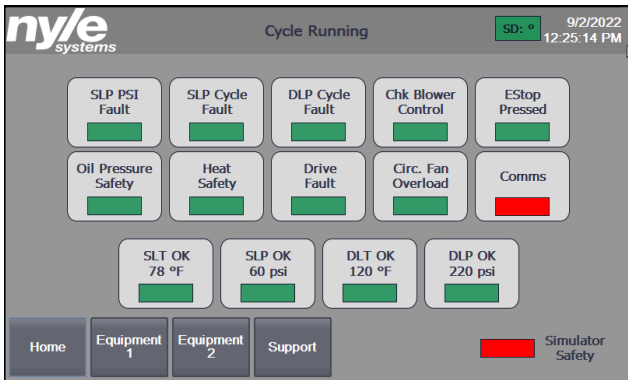 nyle
systems
Cycle Running
SD: °
9/2/2022
12:25:14 PM
SLP PSI
Fault
SLP Cycle
Fault
DLP Cycle
Fault
Chk Blower
Control
EStop
Pressed
Oil Pressure
Safety
Heat
Safety
Drive
Fault
Circ. Fan
Overload
Comms
SLT OK
78 ºF
SLP OK
60 psi
DLT OK
120 ºF
DLP OK
220 psi
Home
Equipment
1
Equipment
2
Support
Simulator
Safety